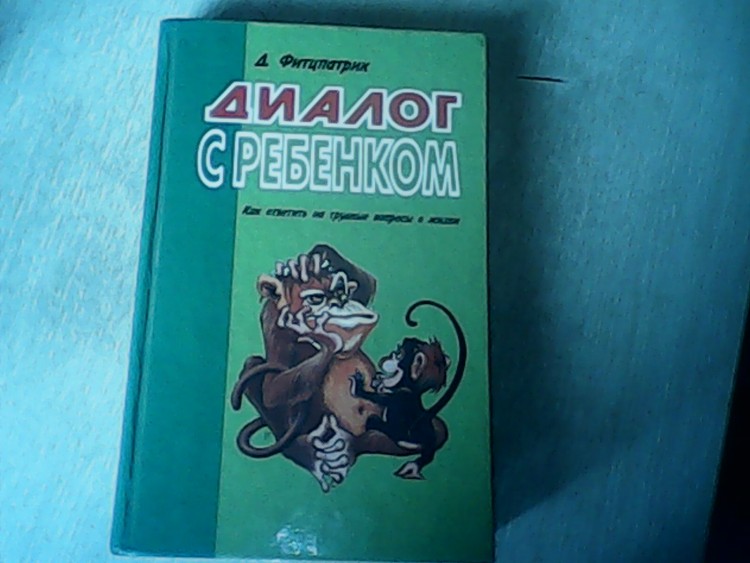 Д. Фитцпатрик
ДИАЛОГ
С РЕБЕНКОМ
Как ответить на трудные вопросы о жизни